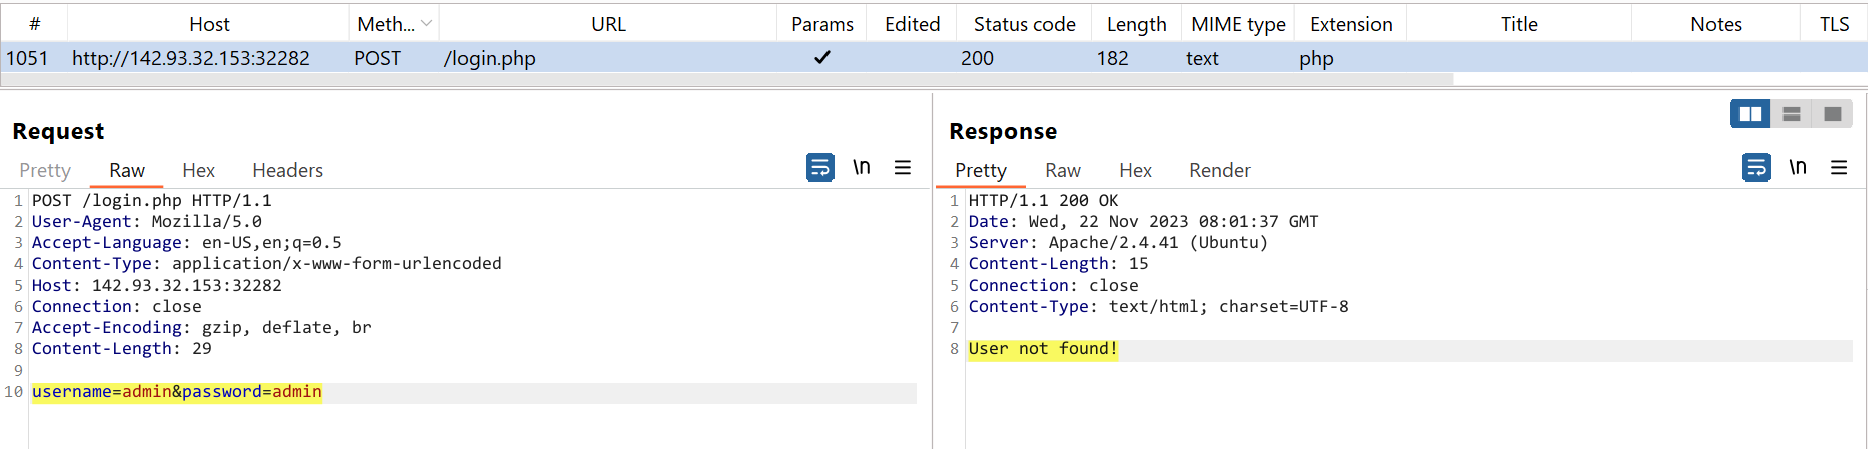 # Host Meth... URL Params Edited Status code Length MIME type Extension Title Notes TLS
1051 http://142.93.32.153:32282 POST /login.php ✓ 200 182 text php
Request
Pretty Raw Hex Headers \n
1 POST /login.php HTTP/1.1
2 User-Agent: Mozilla/5.0
3 Accept-Language: en-US,en;q=0.5
4 Content-Type: application/x-www-form-urlencoded
5 Host: 142.93.32.153:32282
6 Connection: close
7 Accept-Encoding: gzip, deflate, br
8 Content-Length: 29
9
10 username=admin&password=admin
Response
Pretty Raw Hex Render \n
1 HTTP/1.1 200 OK
2 Date: Wed, 22 Nov 2023 08:01:37 GMT
3 Server: Apache/2.4.41 (Ubuntu)
4 Content-Length: 15
5 Connection: close
6 Content-Type: text/html; charset=UTF-8
7
8 User not found!